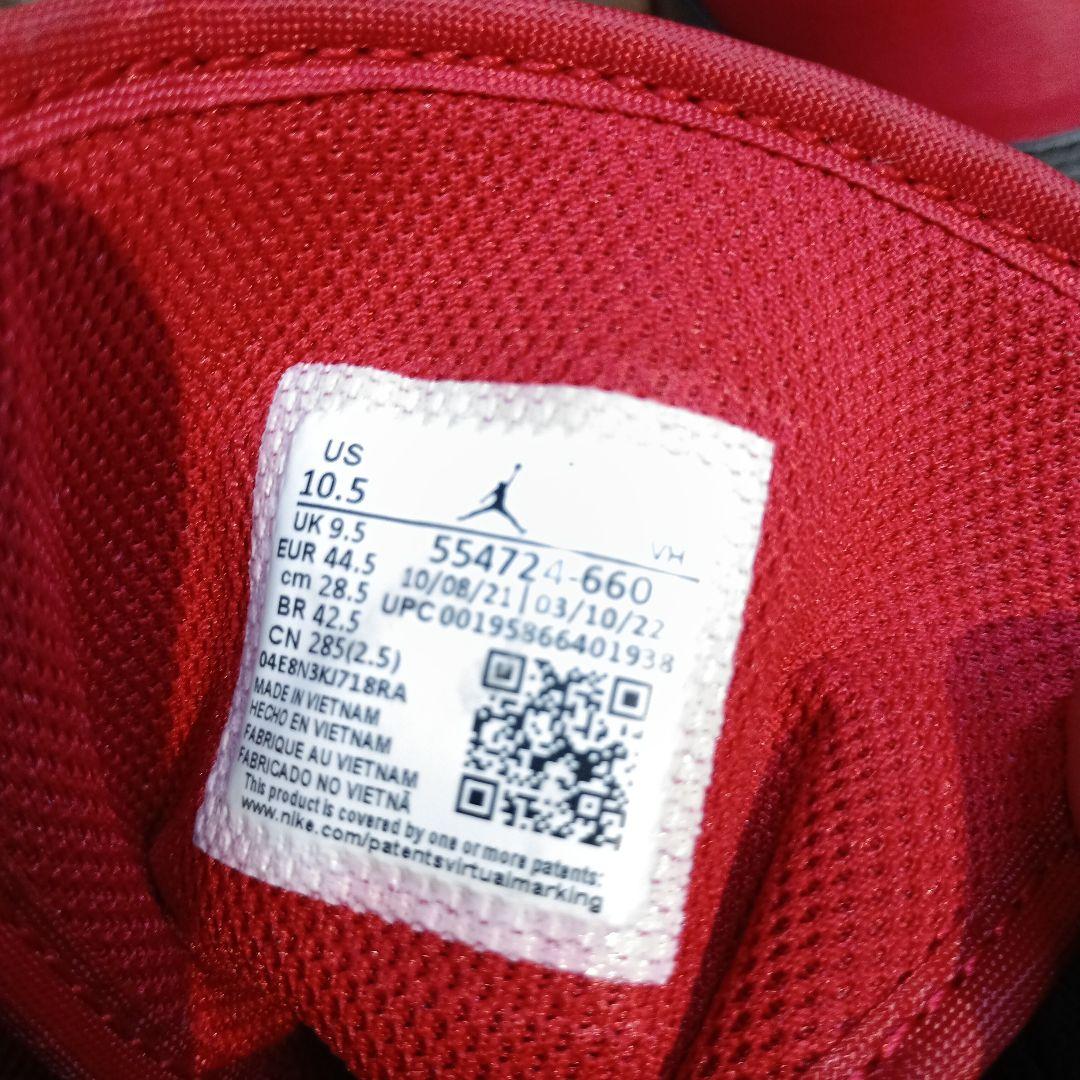 US
10.5
VH
UK 9.5
554724-660
EUR 44.5
10/08/21 | 03/10/22
cm 28.5
UPC 00195866401938
BR 42.5
CN 285(2.5)
04E8N3KJ718RA
MADE IN VIETNAM
HECHO EN VIETNAM
FABRIQUE AU VIETNAM
FABRICADO NO VIETNÃ
This product is covered by one or more patents:
www.nike.com/patentsvirtualmarking